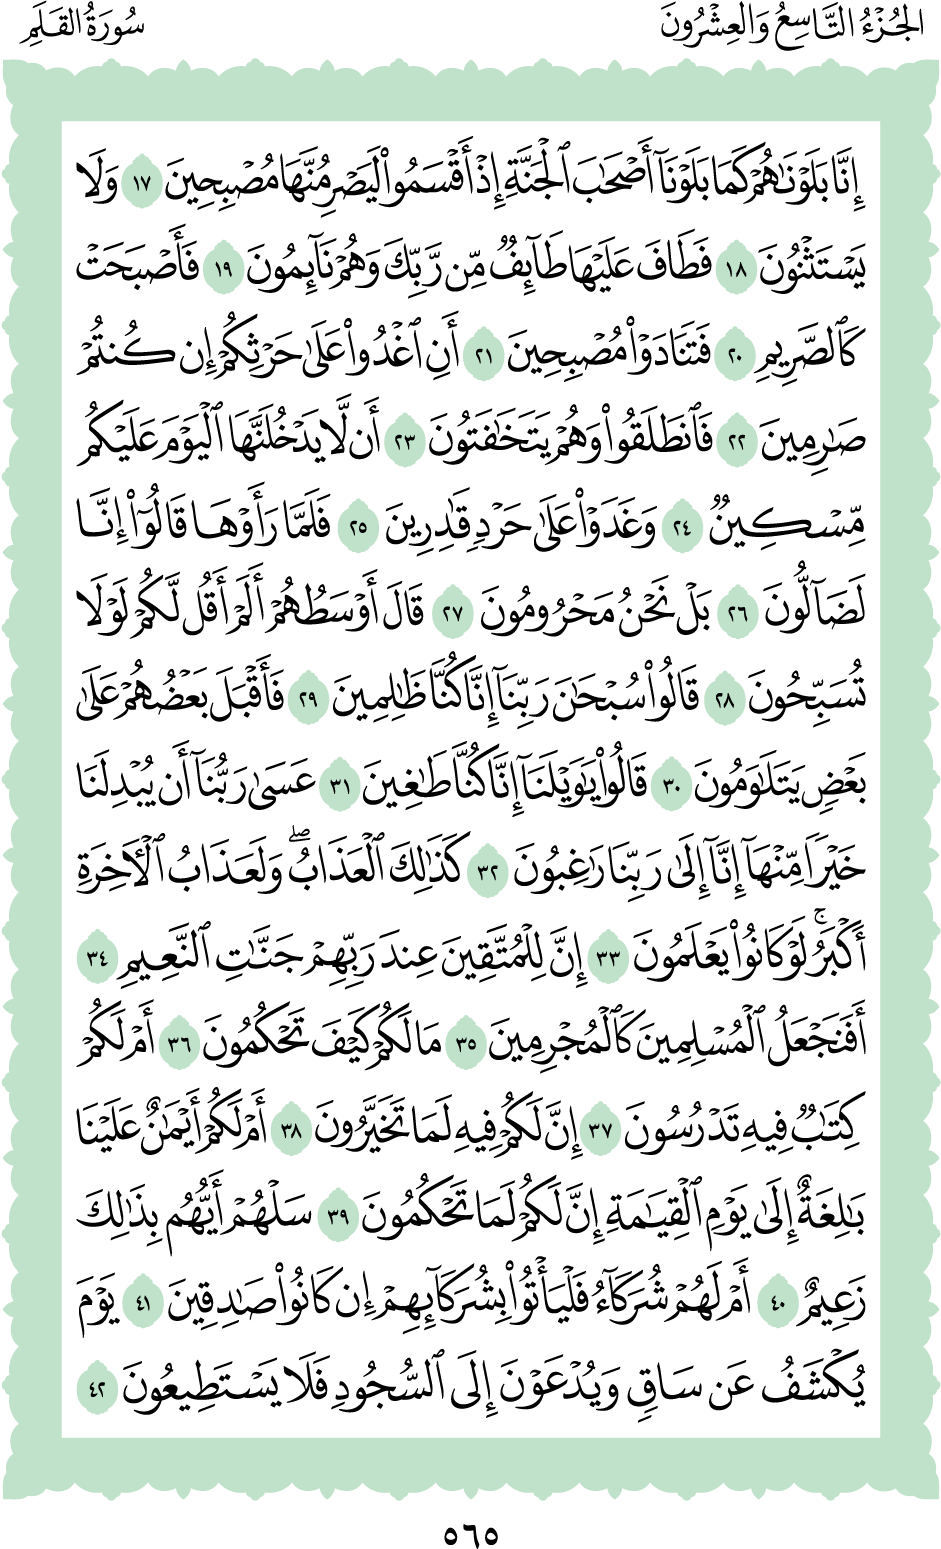 الجُزْءُ التَّاسِعُ وَالْعِشْرُونَ
سُورَةُ القَلَمِ
إِنَّا بَلَوْنَٰهُمْ كَمَا بَلَوْنَآ أَصْحَٰبَ ٱلْجَنَّةِ إِذْ أَقْسَمُوا۟ لَيَصْرِمُنَّهَا مُصْبِحِينَ ١٧ وَلَا
يَسْتَثْنُونَ ١٨ فَطَافَ عَلَيْهَا طَآئِفٌ مِّن رَّبِّكَ وَهُمْ نَآئِمُونَ ١٩ فَأَصْبَحَتْ
كَٱلصَّرِيمِ ٢٠ فَتَنَادَوْا۟ مُصْبِحِينَ ٢١ أَنِ ٱغْدُوا۟ عَلَىٰ حَرْثِكُمْ إِن كُنتُمْ
صَٰرِمِينَ ٢٢ فَٱنطَلَقُوا۟ وَهُمْ يَتَخَٰفَتُونَ ٢٣ أَن لَّا يَدْخُلَنَّهَا ٱلْيَوْمَ عَلَيْكُم
مِّسْكِينٌ ٢٤ وَغَدَوْا۟ عَلَىٰ حَرْدٍ قَٰدِرِينَ ٢٥ فَلَمَّا رَأَوْهَا قَالُوٓا۟ إِنَّا
لَضَآلُّونَ ٢٦ بَلْ نَحْنُ مَحْرُومُونَ ٢٧ قَالَ أَوْسَطُهُمْ أَلَمْ أَقُل لَّكُمْ لَوْلَا
تُسَبِّحُونَ ٢٨ قَالُوا۟ سُبْحَٰنَ رَبِّنَآ إِنَّا كُنَّا ظَٰلِمِينَ ٢٩ فَأَقْبَلَ بَعْضُهُمْ عَلَىٰ
بَعْضٍ يَتَلَٰوَمُونَ ٣٠ قَالُوا۟ يَٰوَيْلَنَآ إِنَّا كُنَّا طَٰغِينَ ٣١ عَسَىٰ رَبُّنَآ أَن يُبْدِلَنَا
خَيْرًا مِّنْهَآ إِنَّآ إِلَىٰ رَبِّنَا رَٰغِبُونَ ٣٢ كَذَٰلِكَ ٱلْعَذَابُ ۖ وَلَعَذَابُ ٱلْءَاخِرَةِ
أَكْبَرُ ۚ لَوْ كَانُوا۟ يَعْلَمُونَ ٣٣ إِنَّ لِلْمُتَّقِينَ عِندَ رَبِّهِمْ جَنَّٰتِ ٱلنَّعِيمِ ٣٤
أَفَنَجْعَلُ ٱلْمُسْلِمِينَ كَٱلْمُجْرِمِينَ ٣٥ مَا لَكُمْ كَيْفَ تَحْكُمُونَ ٣٦ أَمْ لَكُمْ
كِتَٰبٌ فِيهِ تَدْرُسُونَ ٣٧ إِنَّ لَكُمْ فِيهِ لَمَا تَخَيَّرُونَ ٣٨ أَمْ لَكُمْ أَيْمَٰنٌ عَلَيْنَا
بَٰلِغَةٌ إِلَىٰ يَوْمِ ٱلْقِيَٰمَةِ إِنَّ لَكُمْ لَمَا تَحْكُمُونَ ٣٩ سَلْهُمْ أَيُّهُم بِذَٰلِكَ
زَعِيمٌ ٤٠ أَمْ لَهُمْ شُرَكَآءُ فَلْيَأْتُوا۟ بِشُرَكَآئِهِمْ إِن كَانُوا۟ صَٰدِقِينَ ٤١ يَوْمَ
يُكْشَفُ عَن سَاقٍ وَيُدْعَوْنَ إِلَى ٱلسُّجُودِ فَلَا يَسْتَطِيعُونَ ٤٢
٥٦٥